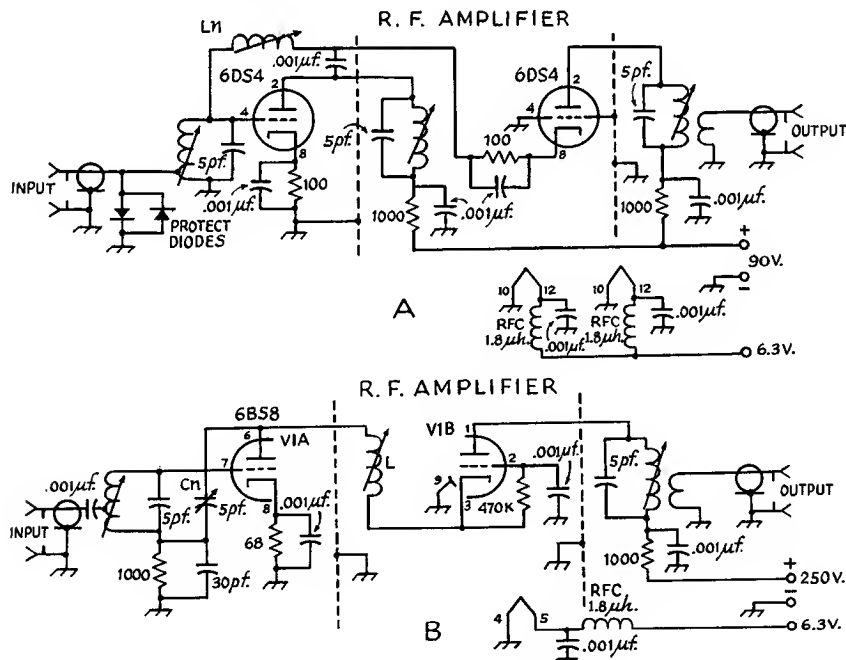 R. F. AMPLIFIER
Ln
.001µf.
6DS4
2
4
8
5pf.
100
.001µf.
INPUT
PROTECT
DIODES
5pf.
1000
.001µf.
100
6DS4
2
4
8
5pf.
1000
.001µf.
OUTPUT
+
90V.
−
10 12
RFC
1.8µh.
.001µf.
10 12
RFC
1.8µh.
.001µf.
6.3V.
A
R. F. AMPLIFIER
6BS8
6
V1A
7
8
.001µf.
INPUT
5pf.
Cn
5pf.
1000
30pf.
68
.001µf.
L
V1B
1
2
9
3
470K
.001µf.
5pf.
1000
.001µf.
OUTPUT
+
250V.
−
6.3V.
RFC
1.8µh.
4 5
.001µf.
B